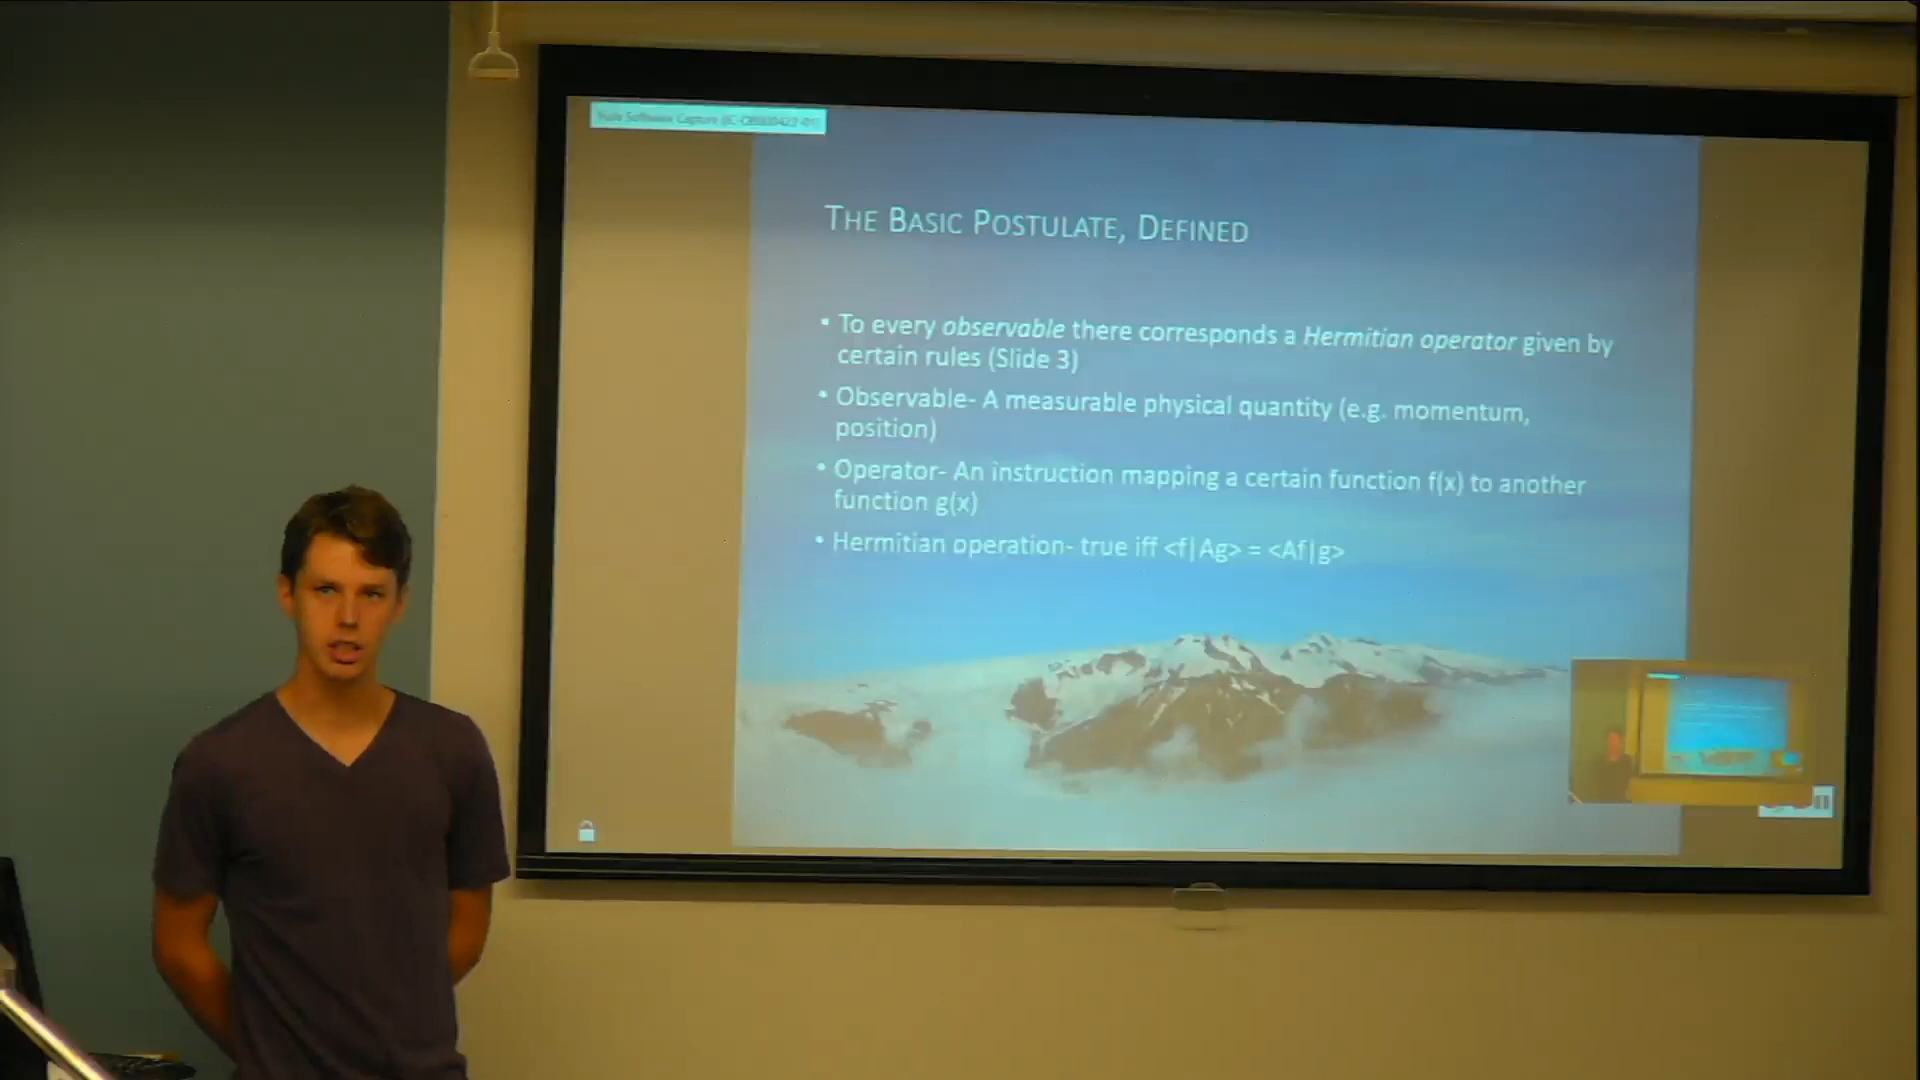 Software Capture
THE BASIC POSTULATE, DEFINED
• To every observable there corresponds a Hermitian operator given by
certain rules (Slide 3)
• Observable- A measurable physical quantity (e.g. momentum,
position)
• Operator- An instruction mapping a certain function f(x) to another
function g(x)
• Hermitian operation- true iff <f|Ag> = <Af|g>